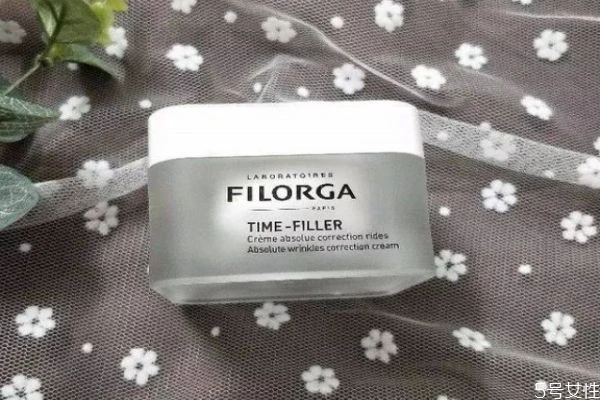 LABORATOIRES
FILORGA
PARIS
TIME-FILLER
Crème absolue correction rides
Absolute wrinkles correction cream
5号女性